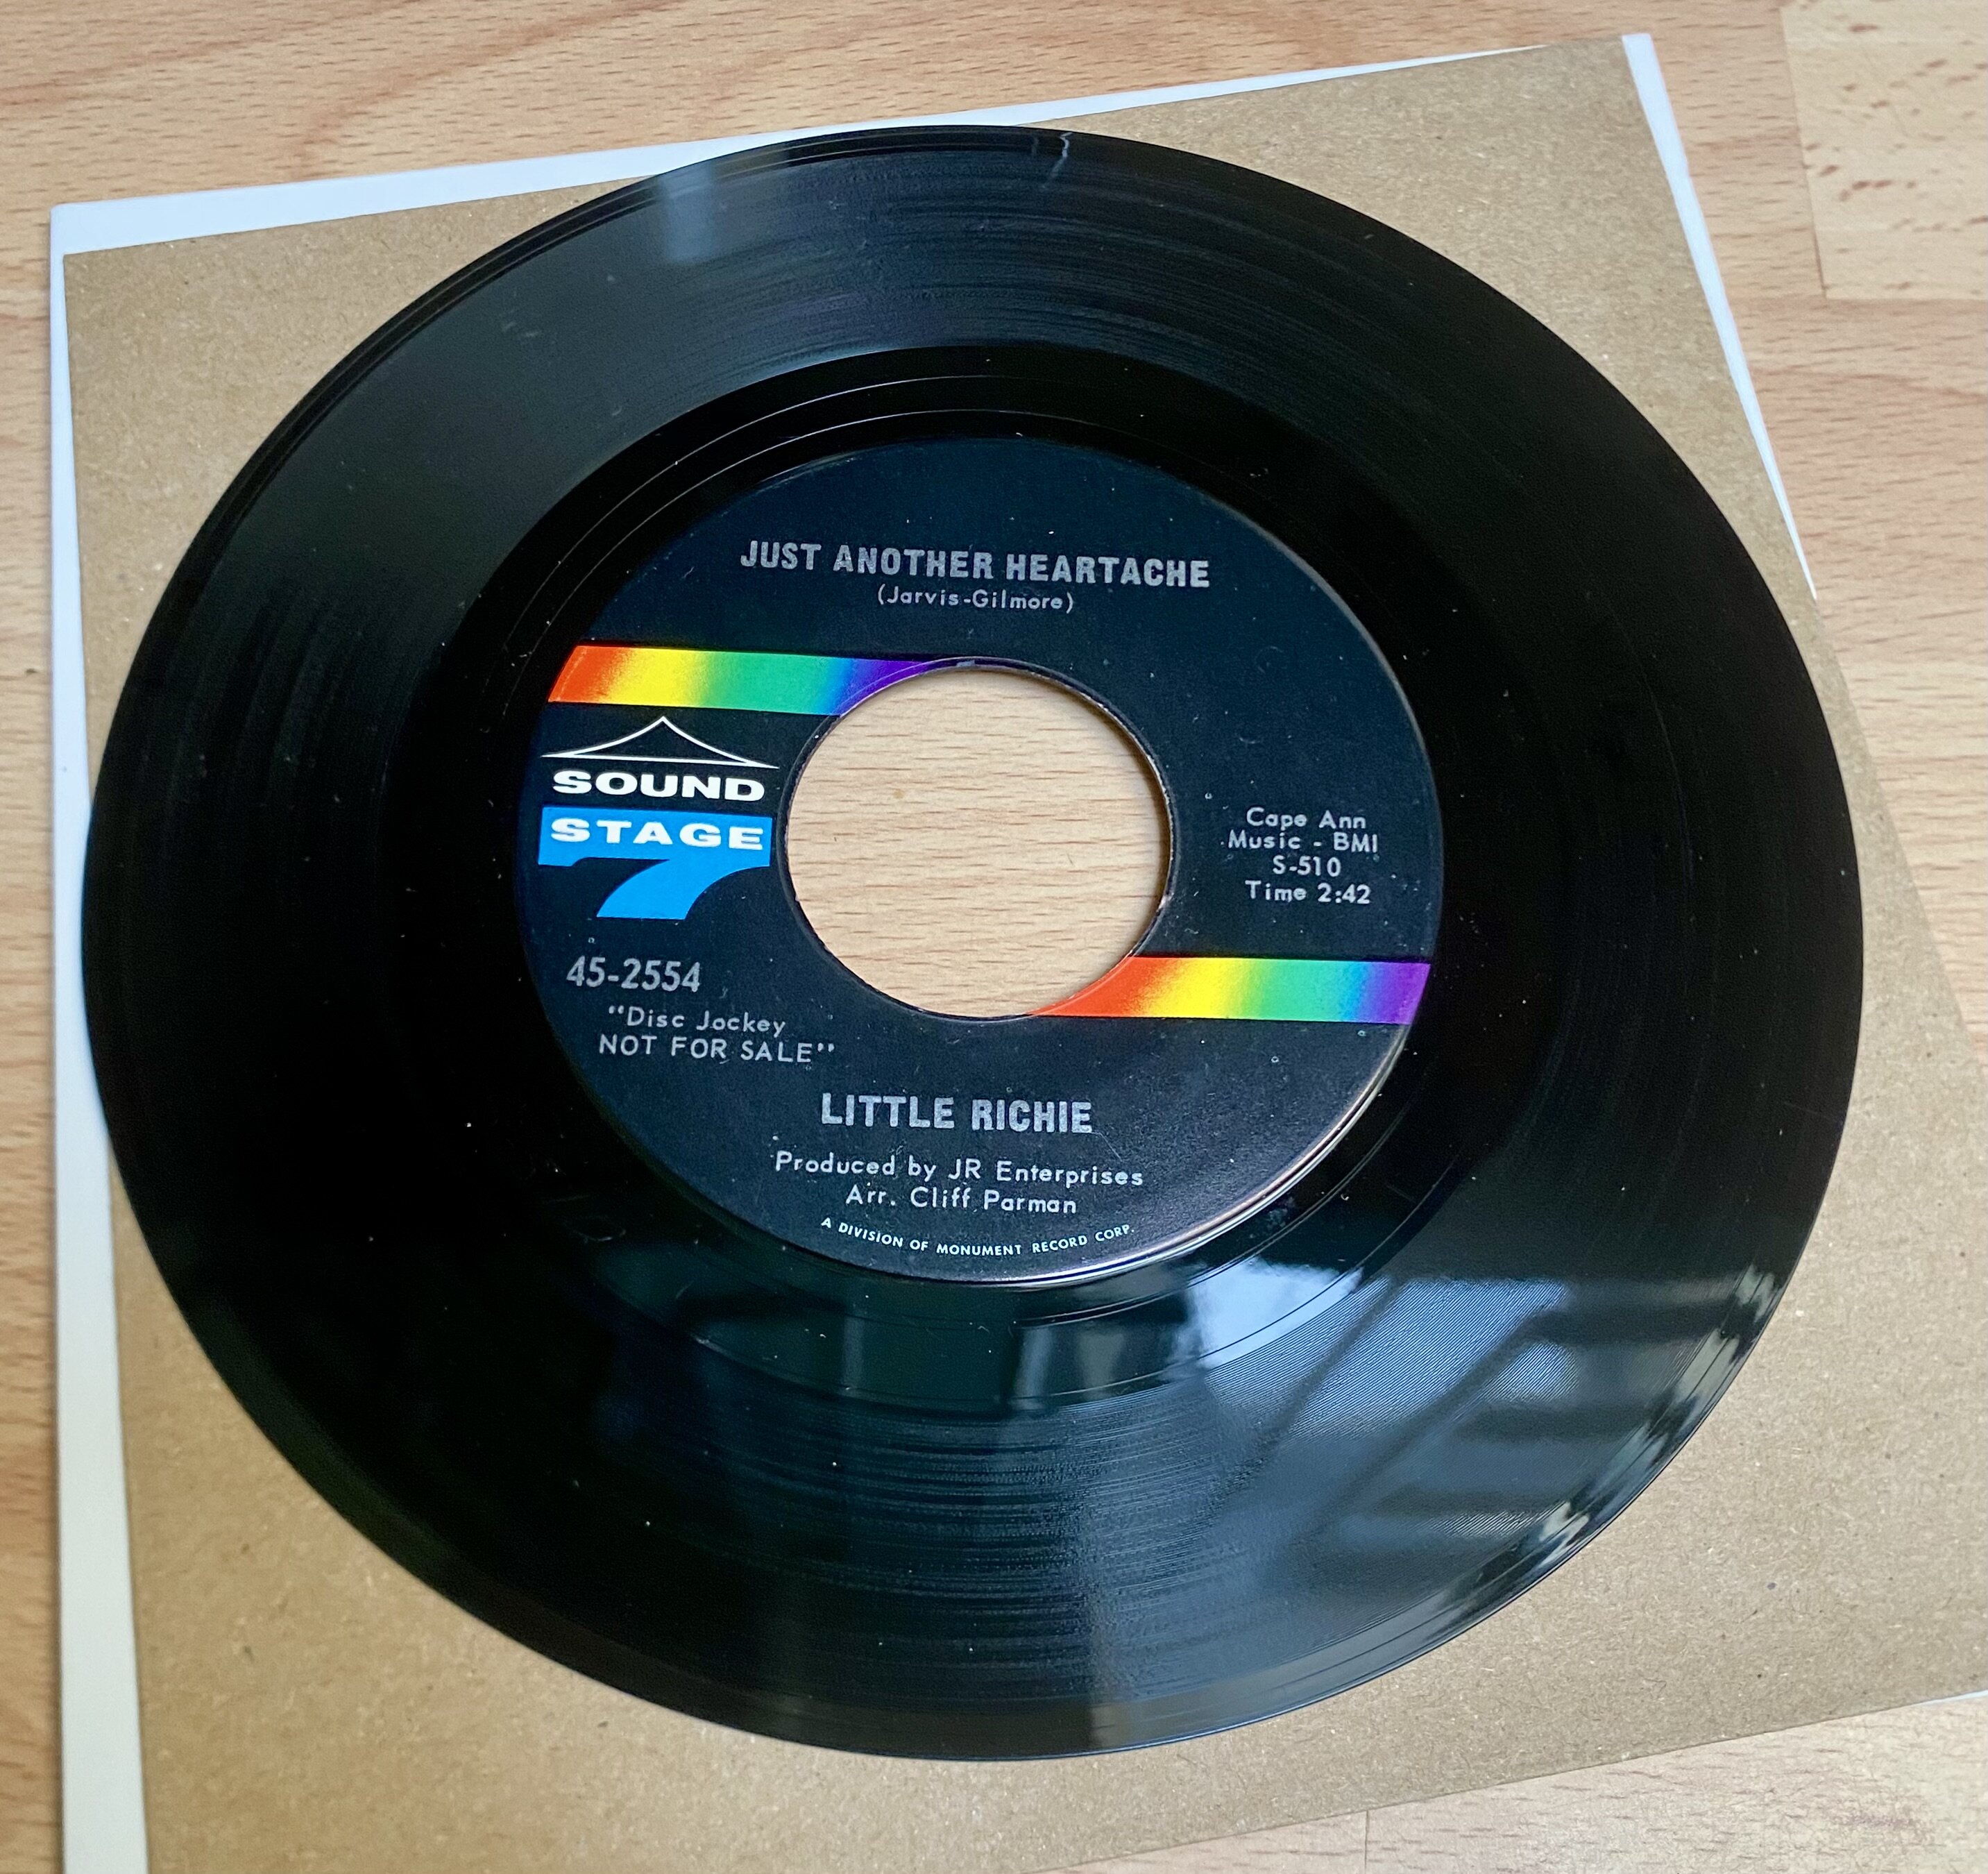 JUST ANOTHER HEARTACHE
(Jarvis-Gilmore)
SOUND
STAGE
7
Cape Ann
Music - BMI
S-510
Time 2:42
45-2554
"Disc Jockey
NOT FOR SALE"
LITTLE RICHIE
Produced by JR Enterprises
Arr. Cliff Parman
A DIVISION OF MONUMENT RECORD CORP.